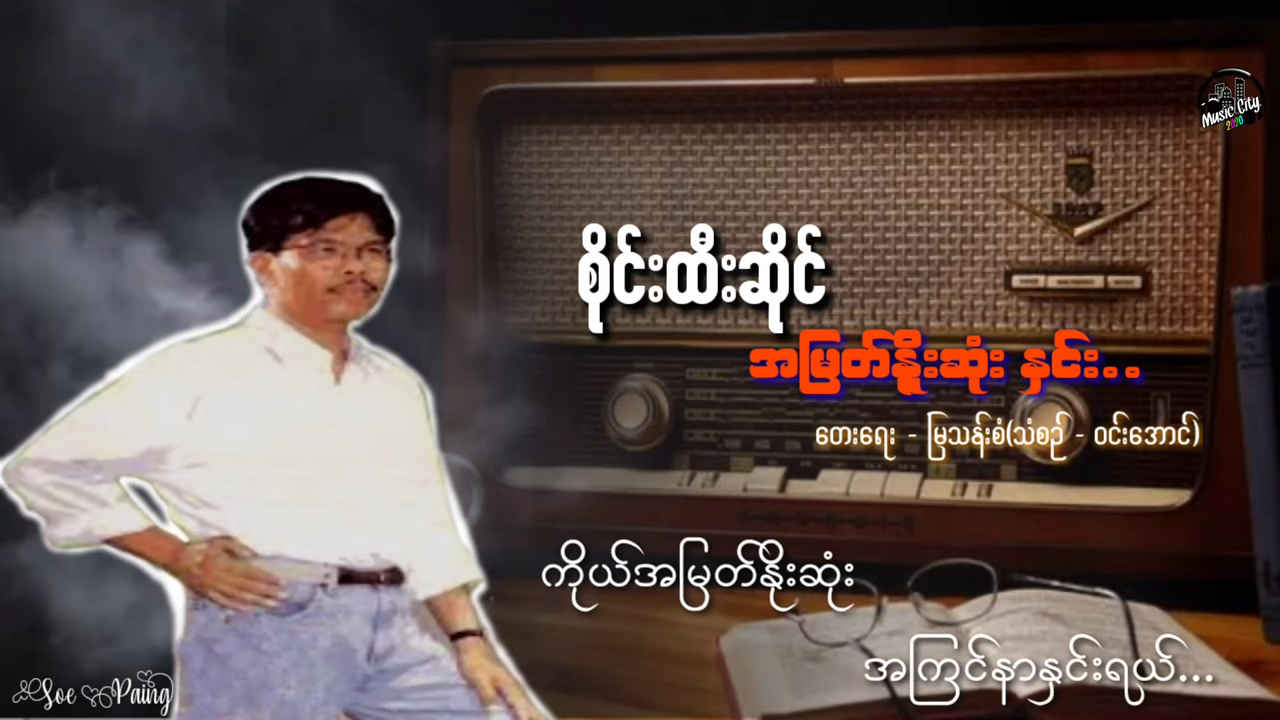 Music City
2020
စိုင်းထီးဆိုင်
အမြတ်နိုးဆုံး နှင်း..
တေးရေး - မြသန်းစံ(သံစဉ် - ဝင်းအောင်)
ကိုယ်အမြတ်နိုးဆုံး
အကြင်နာနှင်းရယ်...
Soe Paing